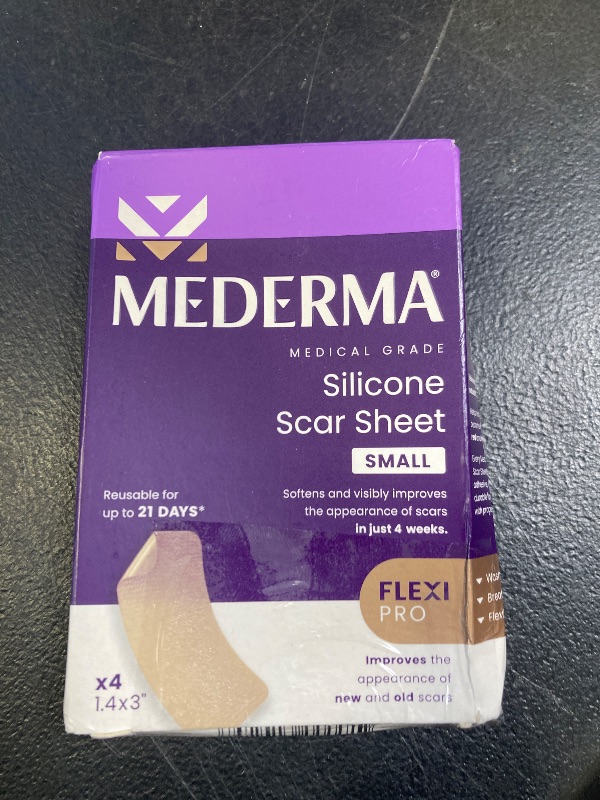 MEDERMA®
MEDICAL GRADE
Silicone
Scar Sheet
SMALL
Reusable for
up to 21 DAYS*
Softens and visibly improves
the appearance of scars
in just 4 weeks.
FLEXI
PRO
Improves the
appearance of
new and old scars
x4
1.4x3"